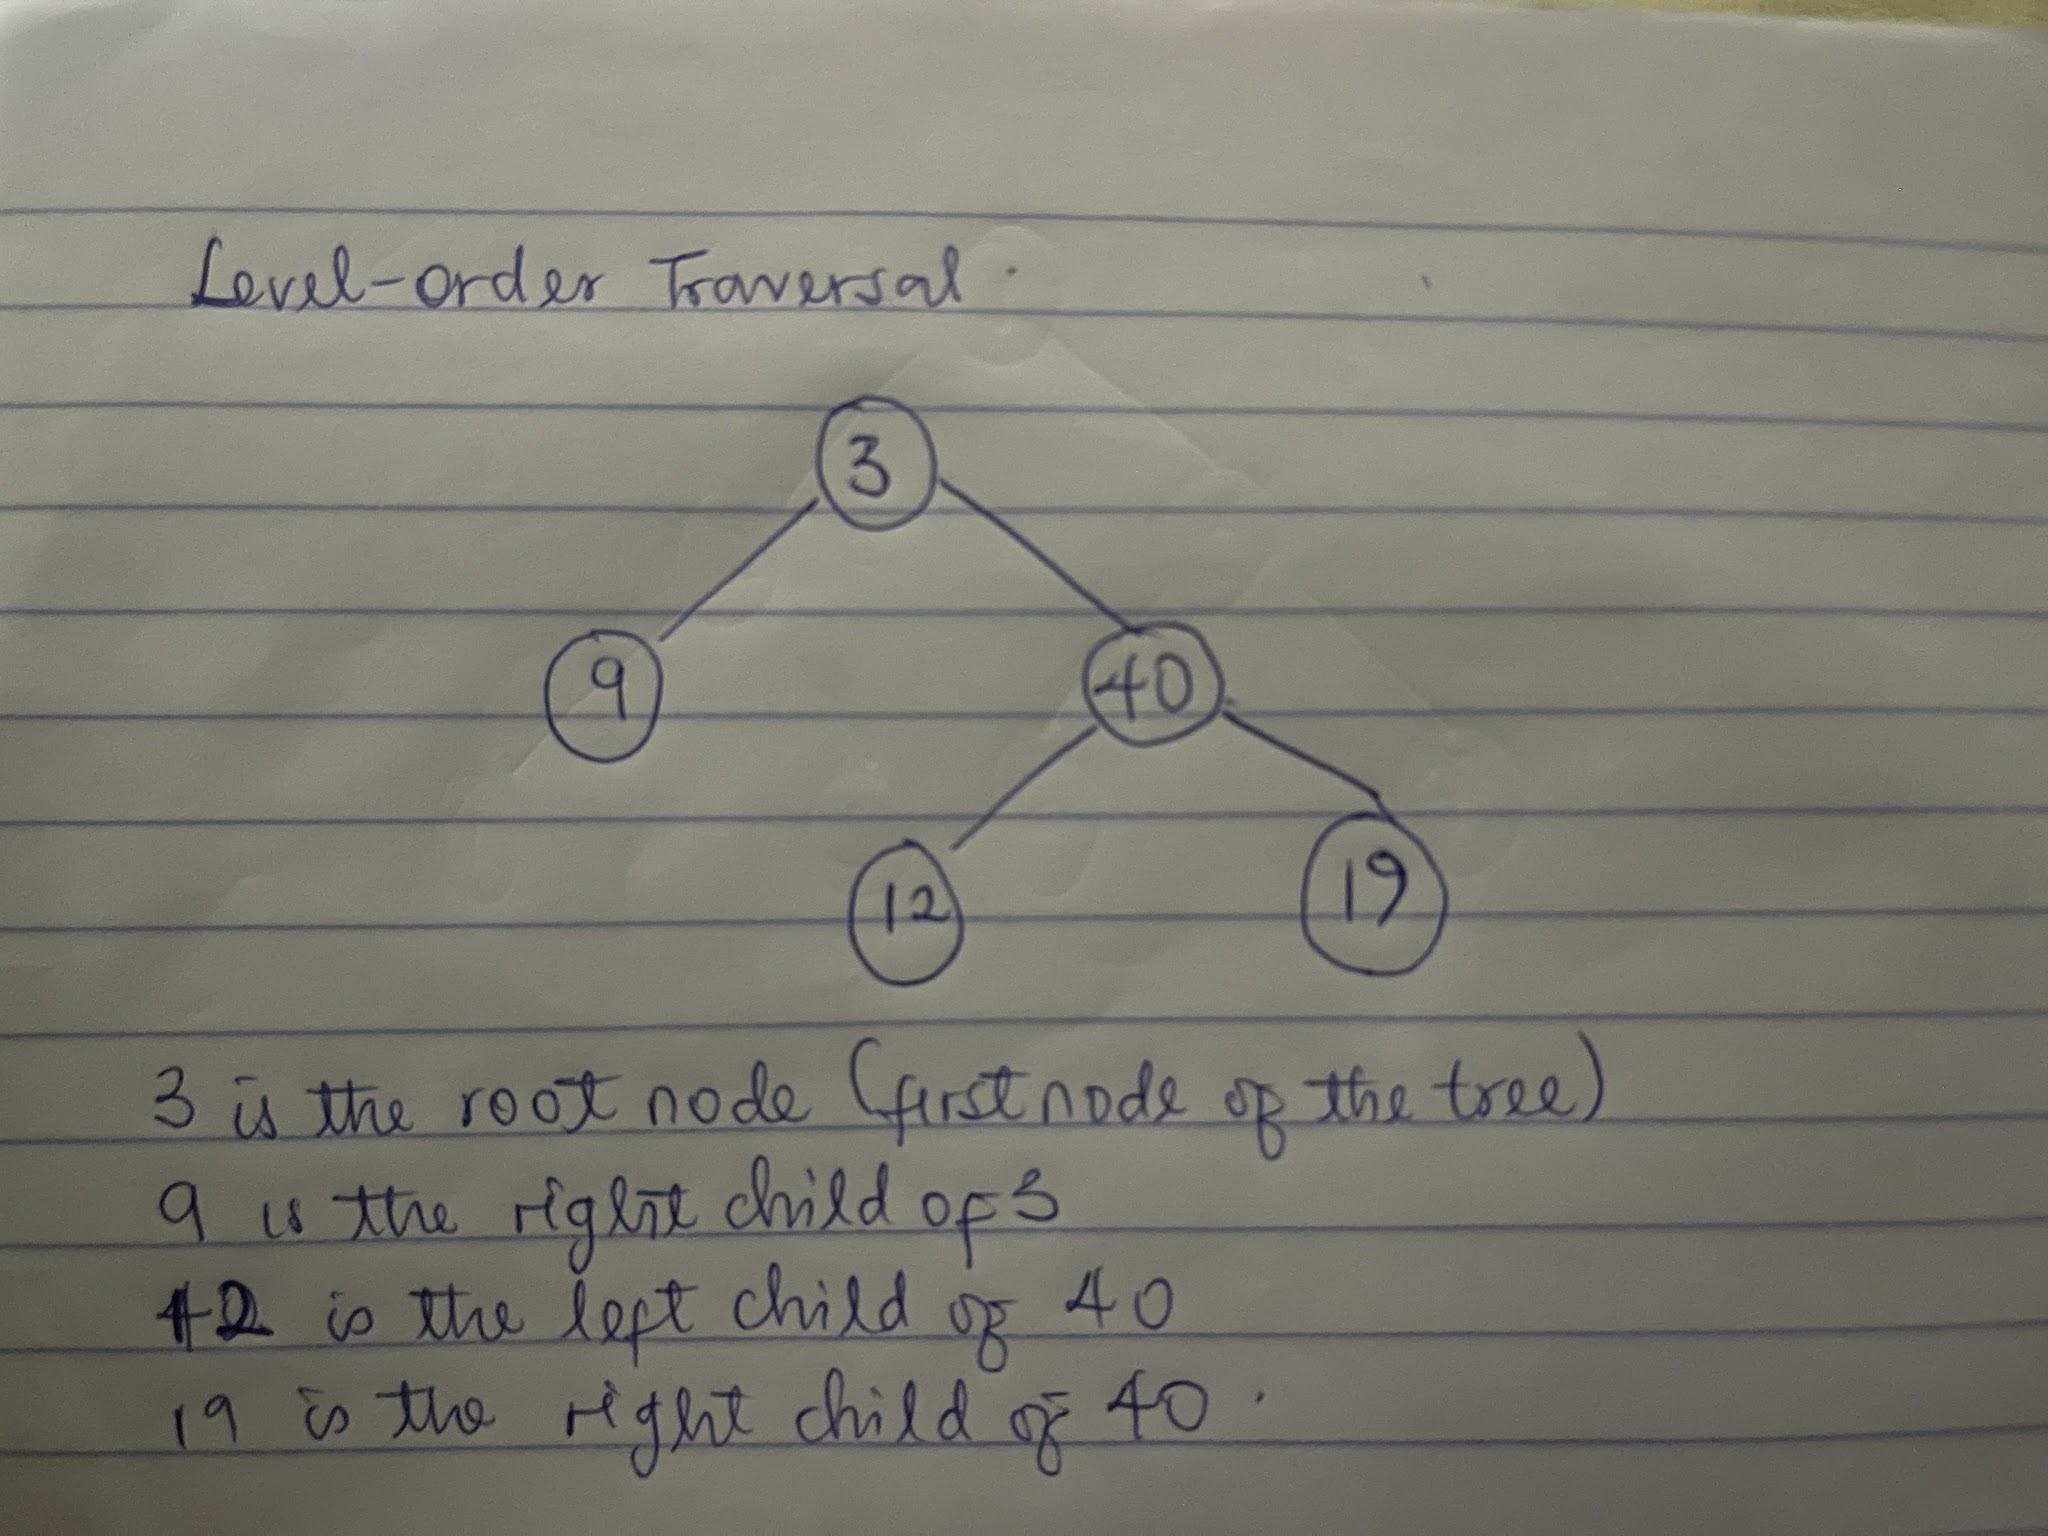 Level-order Traversal.
3
9 40
12 19
3 is the root node (first node of the tree)
9 is the right child of 3
12 is the left child of 40
19 is the right child of 40.